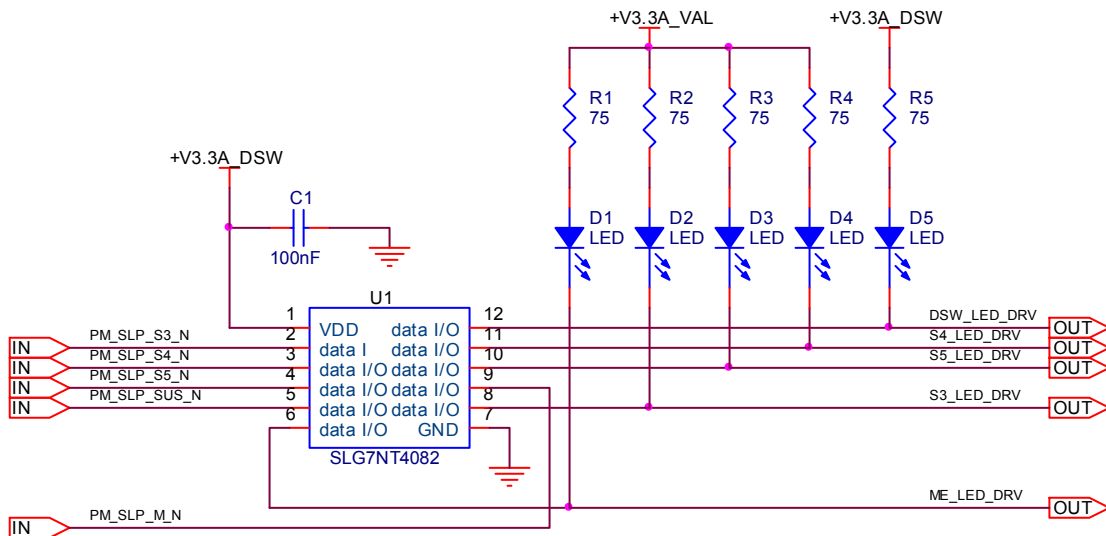 +V3.3A_VAL
+V3.3A_DSW
R1
75
R2
75
R3
75
R4
75
R5
75
+V3.3A_DSW
C1
100nF
D1
LED
D2
LED
D3
LED
D4
LED
D5
LED
U1
1
VDD
data I/O
12
DSW_LED_DRV
OUT
IN
PM_SLP_S3_N
2
data I
data I/O
11
S4_LED_DRV
OUT
IN
PM_SLP_S4_N
3
data I/O
data I/O
10
S5_LED_DRV
OUT
IN
PM_SLP_S5_N
4
data I/O
data I/O
9
IN
PM_SLP_SUS_N
5
data I/O
data I/O
8
S3_LED_DRV
OUT
6
data I/O
GND
7
SLG7NT4082
ME_LED_DRV
OUT
IN
PM_SLP_M_N